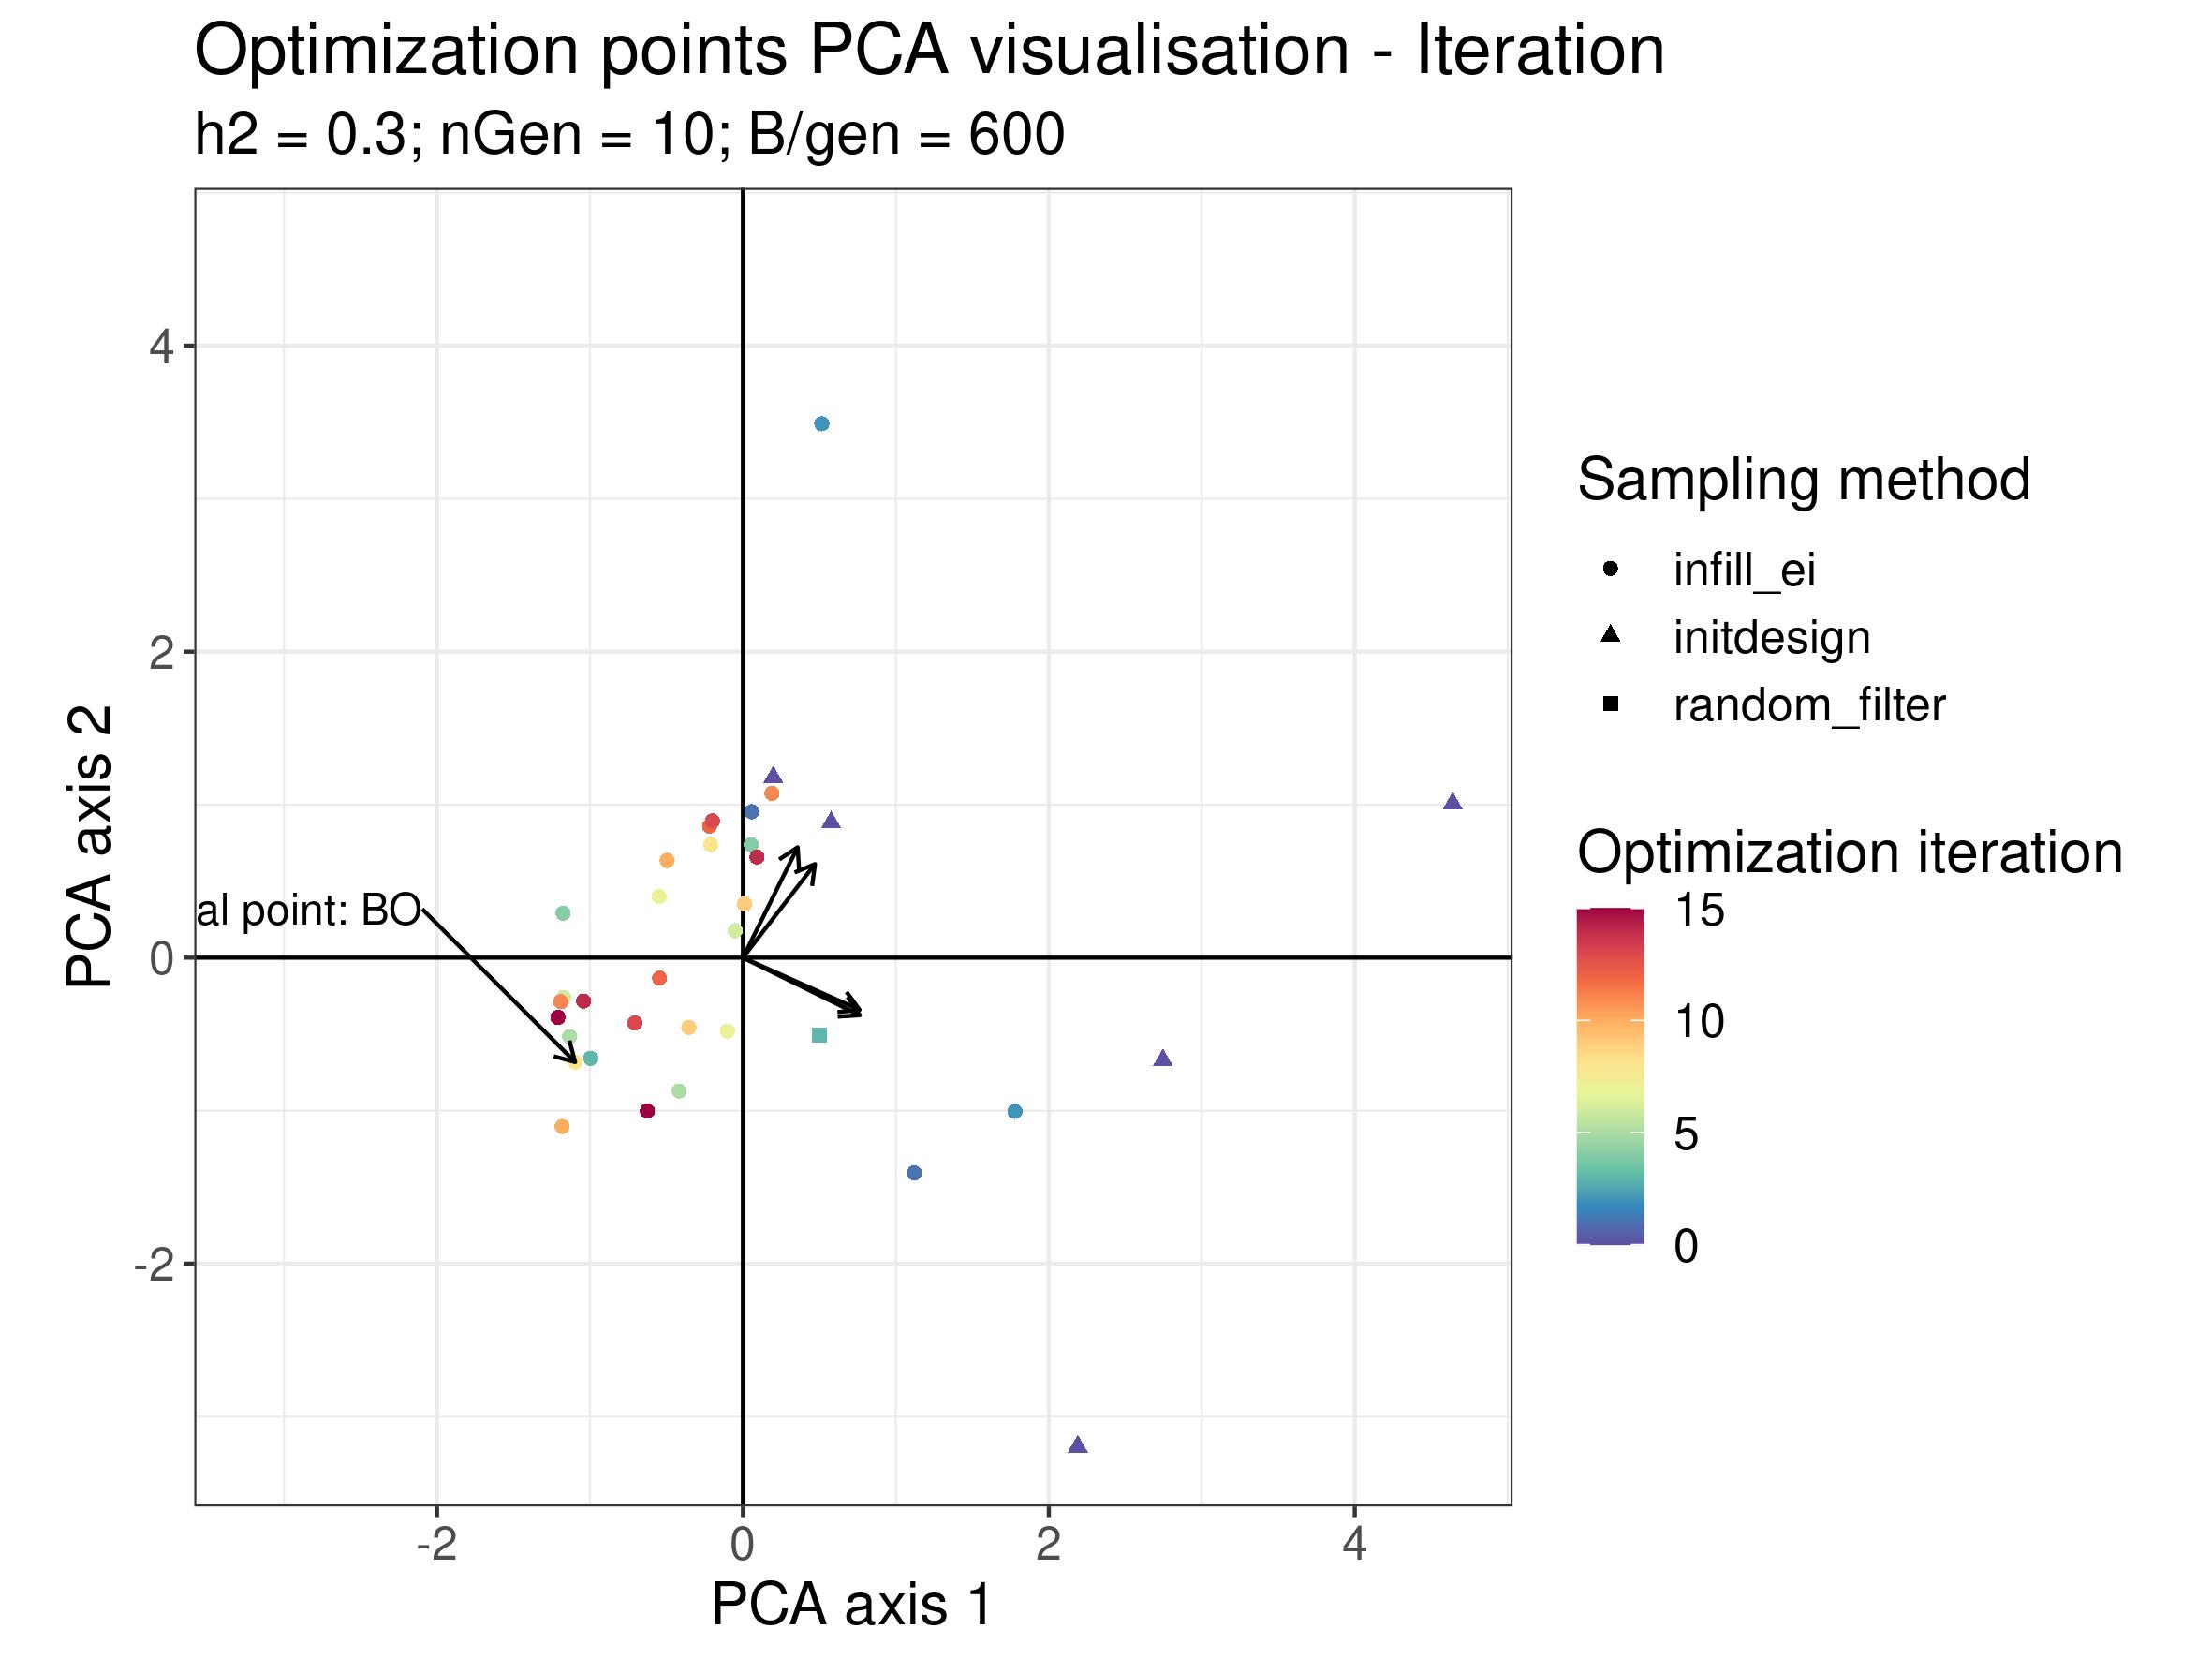 Optimization points PCA visualisation - Iteration
h2 = 0.3; nGen = 10; B/gen = 600
PCA axis 2
4
2
0
-2
al point: BO
-2
0
2
4
PCA axis 1
Sampling method
infill_ei
initdesign
random_filter
Optimization iteration
15
10
5
0